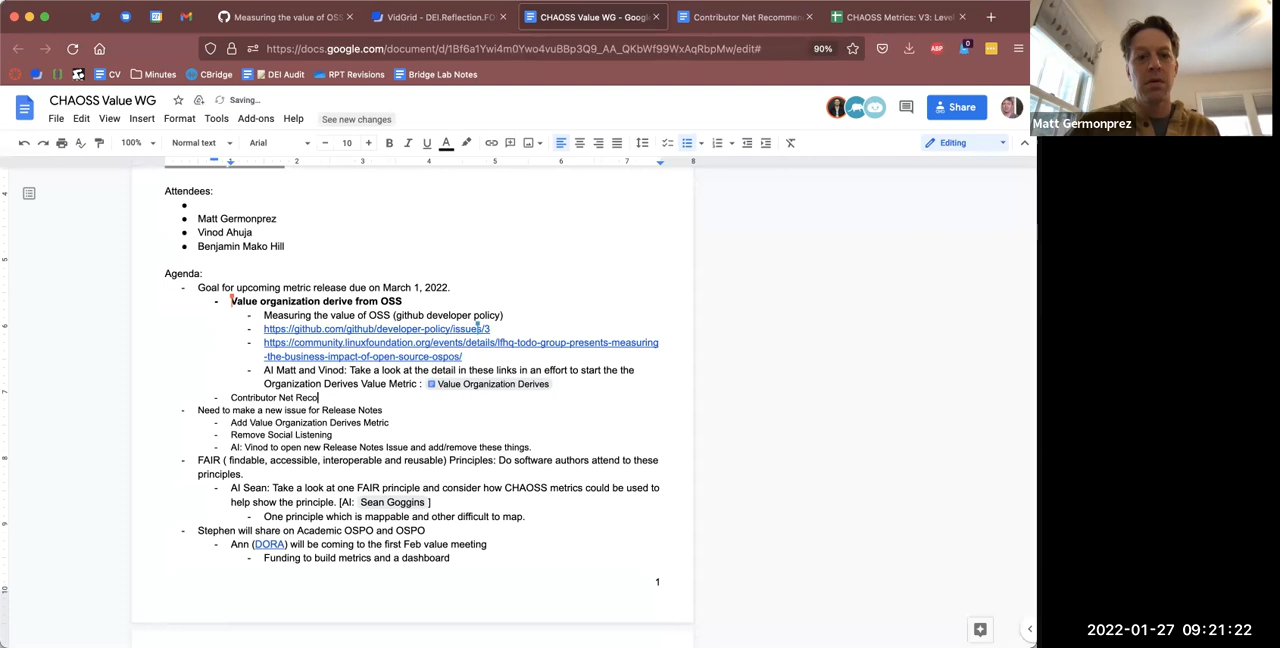 Measuring the value of OSS
VidGrid - DEI.Reflection.FO
CHAOSS Value WG - Googl
Contributor Net Recommen
CHAOSS Metrics: V3: Level
https://docs.google.com/document/d/1Bf6a1Ywi4m0Ywo4vuBBp3Q9_AA_QKbWf99WxAqRbpMw/edit#
90%
ABP
0
CV
Minutes
CBridge
DEI Audit
RPT Revisions
Bridge Lab Notes
Matt Germonprez
CHAOSS Value WG
Saving...
File Edit View Insert Format Tools Add-ons Help
See new changes
Share
100%
Normal text
Arial
10
Editing
2 3 4 5 6 7 8
Attendees:
Matt Germonprez
Vinod Ahuja
Benjamin Mako Hill
Agenda:
- Goal for upcoming metric release due on March 1, 2022.
- Value organization derive from OSS
- Measuring the value of OSS (github developer policy)
- https://github.com/github/developer-policy/issues/3
- https://community.linuxfoundation.org/events/details/lfhq-todo-group-presents-measuring
-the-business-impact-of-open-source-ospos/
- AI Matt and Vinod: Take a look at the detail in these links in an effort to start the the
Organization Derives Value Metric : Value Organization Derives
- Contributor Net Reco
- Need to make a new issue for Release Notes
- Add Value Organization Derives Metric
- Remove Social Listening
- AI: Vinod to open new Release Notes Issue and add/remove these things.
- FAIR ( findable, accessible, interoperable and reusable) Principles: Do software authors attend to these
principles.
- AI Sean: Take a look at one FAIR principle and consider how CHAOSS metrics could be used to
help show the principle. [AI: Sean Goggins ]
- One principle which is mappable and other difficult to map.
- Stephen will share on Academic OSPO and OSPO
- Ann (DORA) will be coming to the first Feb value meeting
- Funding to build metrics and a dashboard
1
2022-01-27 09:21:22